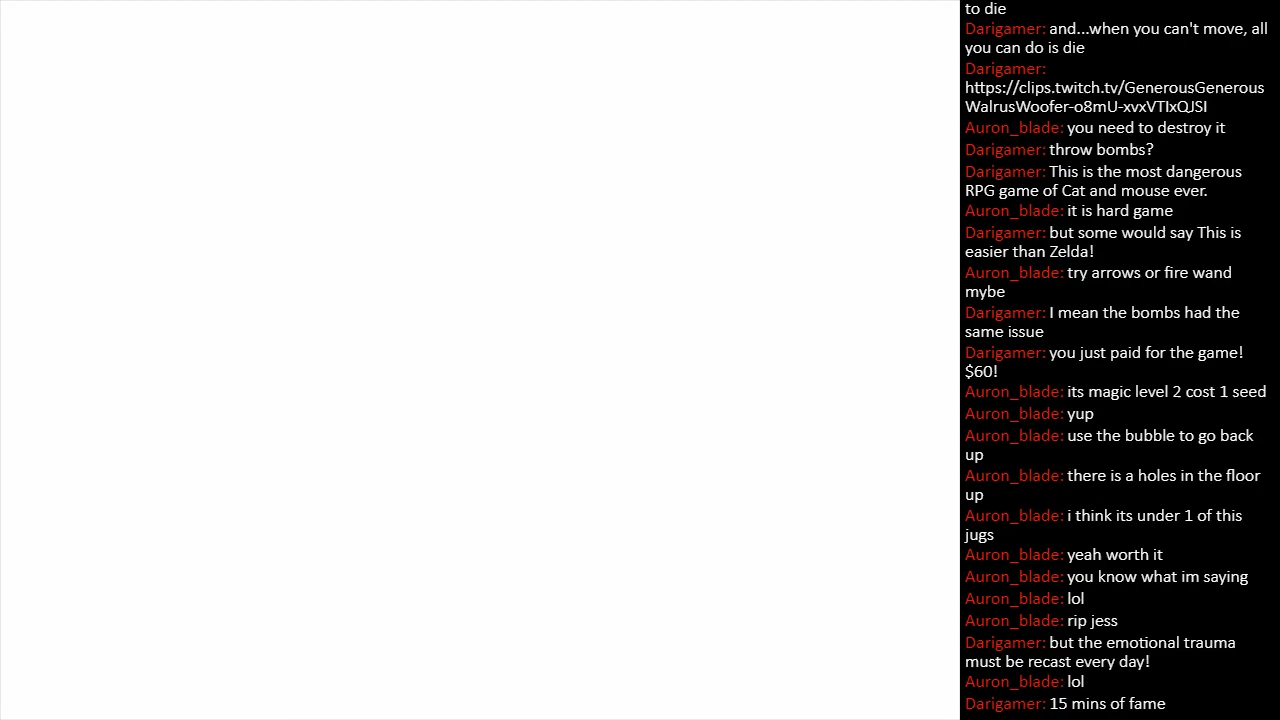 to die
Darigamer: and...when you can't move, all
you can do is die
Darigamer:
https://clips.twitch.tv/GenerousGenerous
WalrusWoofer-o8mU-xvxVTIxQJSI
Auron_blade: you need to destroy it
Darigamer: throw bombs?
Darigamer: This is the most dangerous
RPG game of Cat and mouse ever.
Auron_blade: it is hard game
Darigamer: but some would say This is
easier than Zelda!
Auron_blade: try arrows or fire wand
mybe
Darigamer: I mean the bombs had the
same issue
Darigamer: you just paid for the game!
$60!
Auron_blade: its magic level 2 cost 1 seed
Auron_blade: yup
Auron_blade: use the bubble to go back
up
Auron_blade: there is a holes in the floor
up
Auron_blade: i think its under 1 of this
jugs
Auron_blade: yeah worth it
Auron_blade: you know what im saying
Auron_blade: lol
Auron_blade: rip jess
Darigamer: but the emotional trauma
must be recast every day!
Auron_blade: lol
Darigamer: 15 mins of fame